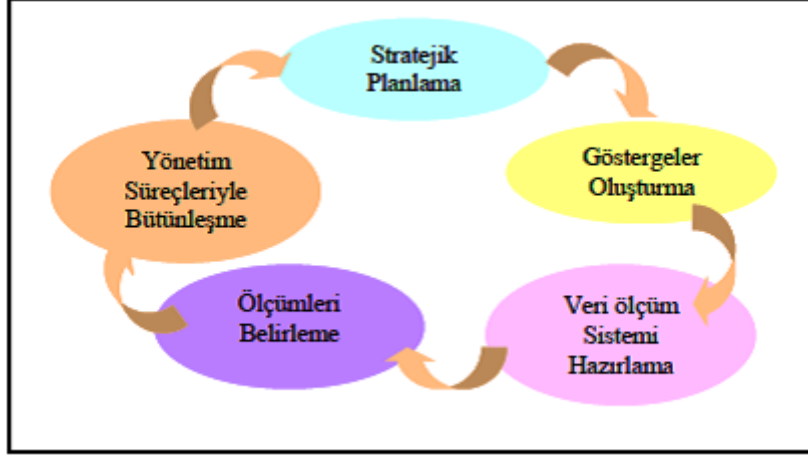 Stratejik
Planlama
Göstergeler
Oluşturma
Veri ölçüm
Sistemi
Hazırlama
Ölçümleri
Belirleme
Yönetim
Süreçleriyle
Bütünleşme